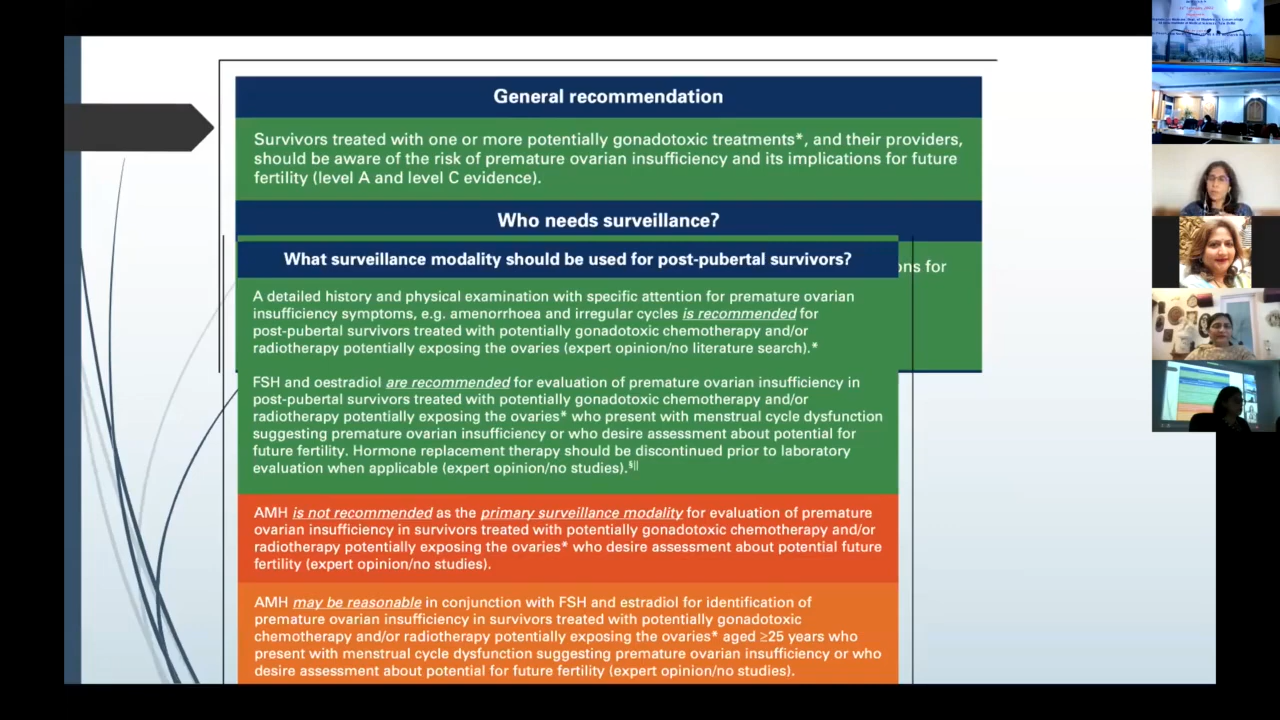 General recommendation
Survivors treated with one or more potentially gonadotoxic treatments*, and their providers,
should be aware of the risk of premature ovarian insufficiency and its implications for future
fertility (level A and level C evidence).
Who needs surveillance?
ons for
What surveillance modality should be used for post-pubertal survivors?
A detailed history and physical examination with specific attention for premature ovarian
insufficiency symptoms, e.g. amenorrhoea and irregular cycles is recommended for
post-pubertal survivors treated with potentially gonadotoxic chemotherapy and/or
radiotherapy potentially exposing the ovaries (expert opinion/no literature search).*
FSH and oestradiol are recommended for evaluation of premature ovarian insufficiency in
post-pubertal survivors treated with potentially gonadotoxic chemotherapy and/or
radiotherapy potentially exposing the ovaries* who present with menstrual cycle dysfunction
suggesting premature ovarian insufficiency or who desire assessment about potential for
future fertility. Hormone replacement therapy should be discontinued prior to laboratory
evaluation when applicable (expert opinion/no studies).§||
AMH is not recommended as the primary surveillance modality for evaluation of premature
ovarian insufficiency in survivors treated with potentially gonadotoxic chemotherapy and/or
radiotherapy potentially exposing the ovaries* who desire assessment about potential future
fertility (expert opinion/no studies).
AMH may be reasonable in conjunction with FSH and estradiol for identification of
premature ovarian insufficiency in survivors treated with potentially gonadotoxic
chemotherapy and/or radiotherapy potentially exposing the ovaries* aged ≥25 years who
present with menstrual cycle dysfunction suggesting premature ovarian insufficiency or who
desire assessment about potential for future fertility (expert opinion/no studies).